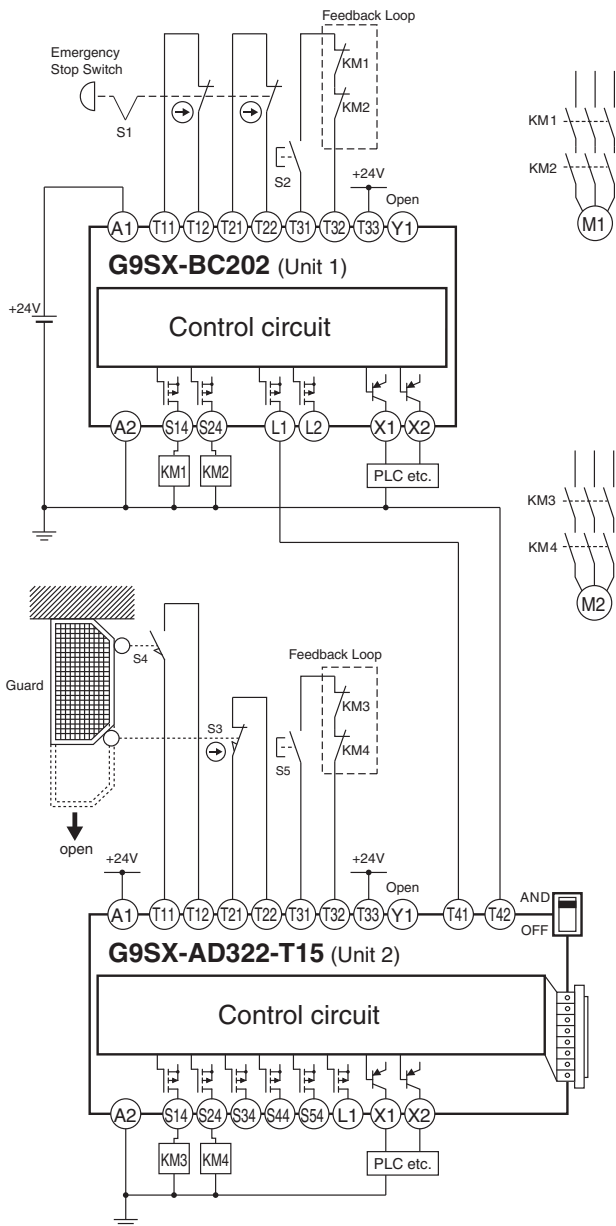 Feedback Loop
Emergency
Stop Switch
S1
KM1
KM2
S2
+24V
Open
KM1
KM2
M1
A1 T11 T12 T21 T22 T31 T32 T33 Y1
G9SX-BC202 (Unit 1)
+24V
Control circuit
A2 S14 S24 L1 L2 X1 X2
KM1 KM2 PLC etc.
KM3
KM4
M2
Guard
S4
open
S3
S5
Feedback Loop
KM3
KM4
+24V
+24V
Open
A1 T11 T12 T21 T22 T31 T32 T33 Y1 T41 T42
AND
OFF
G9SX-AD322-T15 (Unit 2)
Control circuit
A2 S14 S24 S34 S44 S54 L1 X1 X2
KM3 KM4 PLC etc.